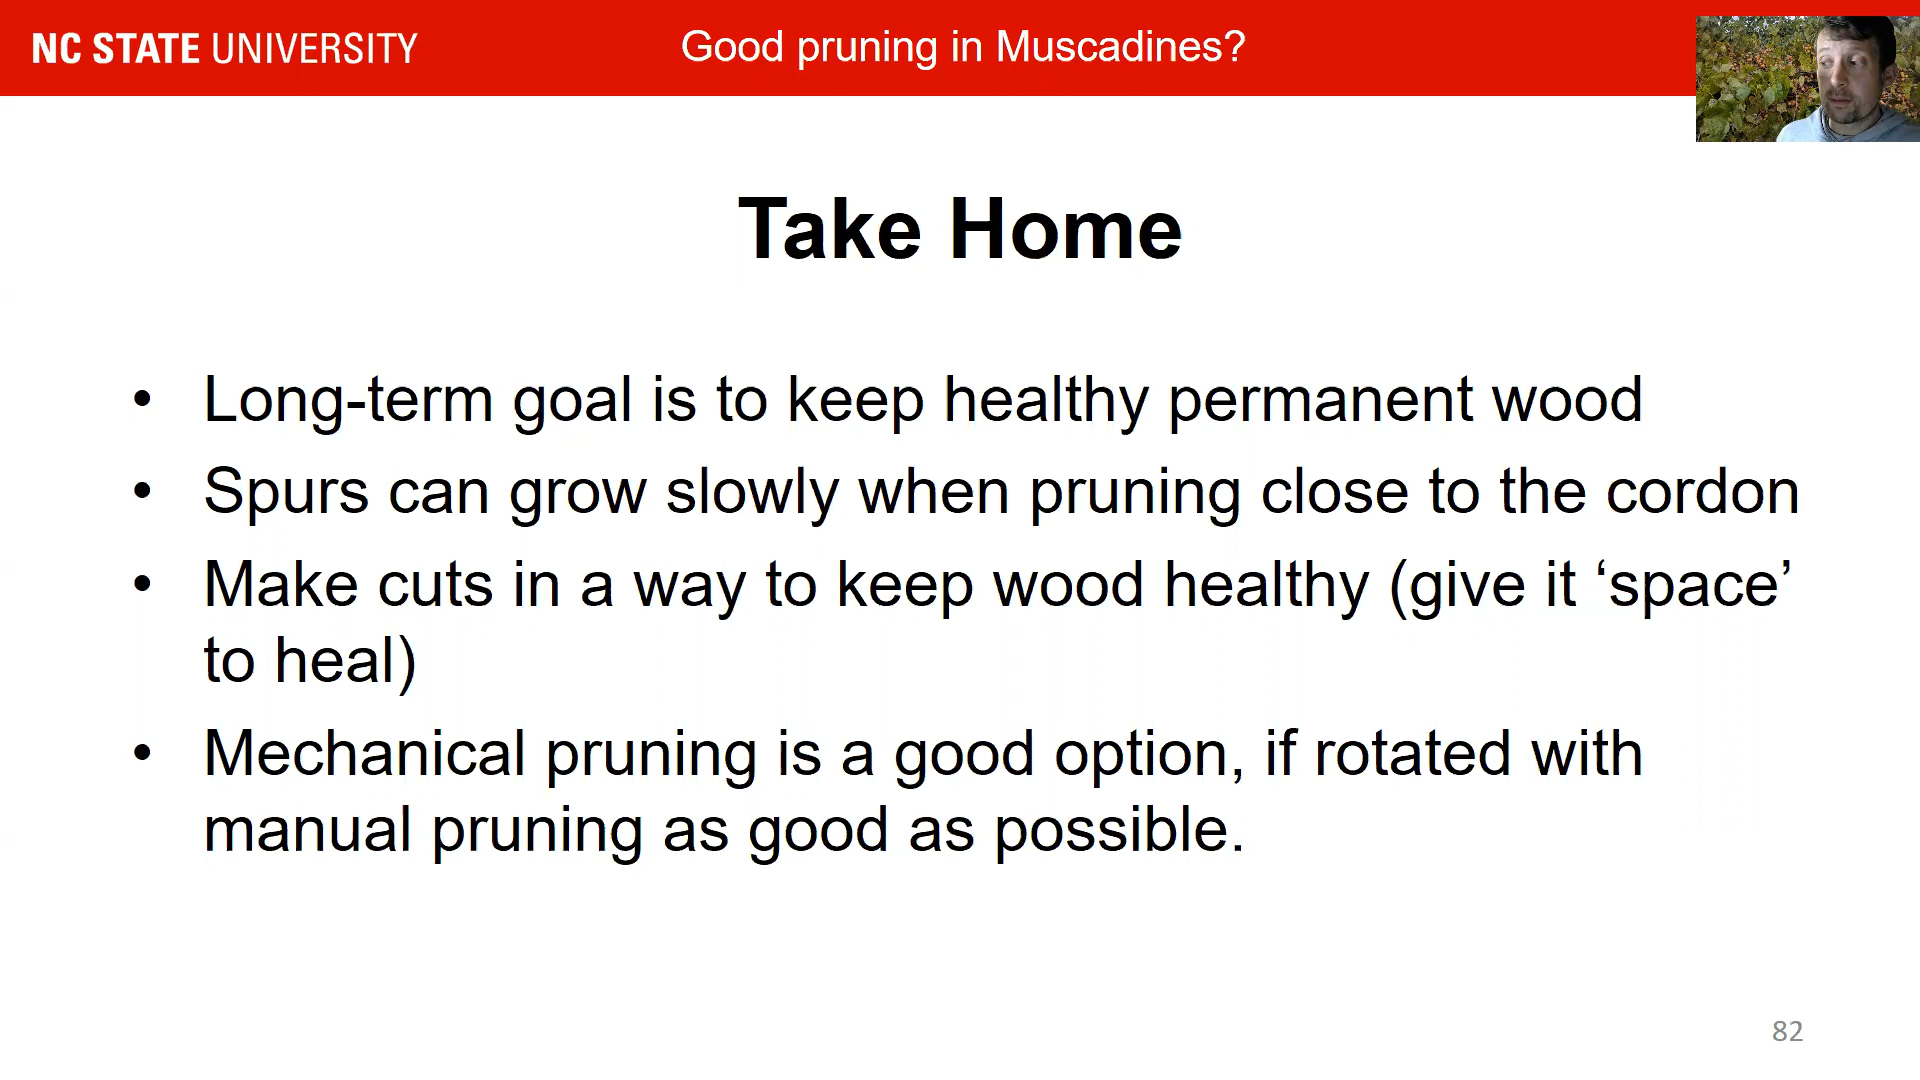 NC STATE UNIVERSITY
Good pruning in Muscadines?
Take Home
• Long-term goal is to keep healthy permanent wood
• Spurs can grow slowly when pruning close to the cordon
• Make cuts in a way to keep wood healthy (give it ‘space’
to heal)
• Mechanical pruning is a good option, if rotated with
manual pruning as good as possible.
82